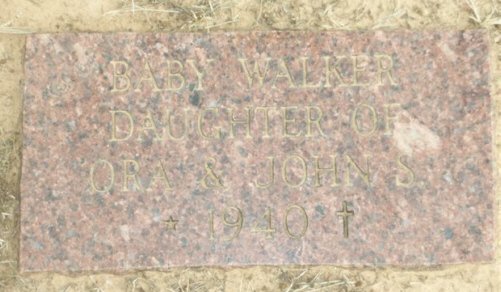 BABY WALKER
DAUGHTER OF
ORA & JOHN S.
★ 1940 ✝